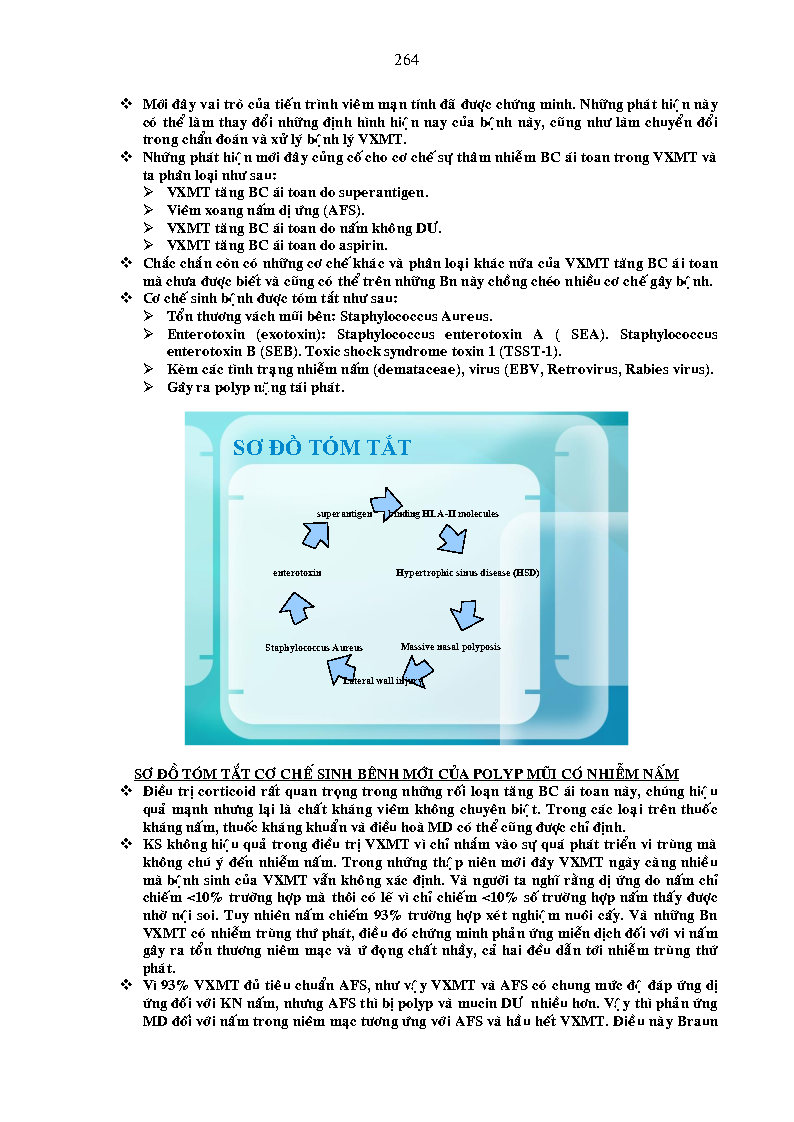 264
❖ Mới đây vai trò của tiến trình viêm mạn tính đã được chứng minh. Những phát hiện này
có thể làm thay đổi những định hình hiện nay của bệnh này, cũng như làm chuyển đổi
trong chẩn đoán và xử lý bệnh lý VXMT.
❖ Những phát hiện mới đây củng cố cho cơ chế sự thâm nhiễm BC ái toan trong VXMT và
ta phân loại như sau:
➢ VXMT tăng BC ái toan do superantigen.
➢ Viêm xoang nấm dị ứng (AFS).
➢ VXMT tăng BC ái toan do nấm không DƯ.
➢ VXMT tăng BC ái toan do aspirin.
❖ Chắc chắn còn có những cơ chế khác và phân loại khác nữa của VXMT tăng BC ái toan
mà chưa được biết và cũng có thể trên những Bn này chồng chéo nhiều cơ chế gây bệnh.
❖ Cơ chế sinh bệnh được tóm tắt như sau:
➢ Tổn thương vách mũi bên: Staphylococcus Aureus.
➢ Enterotoxin (exotoxin): Staphylococcus enterotoxin A ( SEA). Staphylococcus
enterotoxin B (SEB). Toxic shock syndrome toxin 1 (TSST-1).
➢ Kèm các tình trạng nhiễm nấm (demataceae), virus (EBV, Retrovirus, Rabies virus).
➢ Gây ra polyp nặng tái phát.
SƠ ĐỒ TÓM TẮT
superantigen binding HLA-II molecules
enterotoxin Hypertrophic sinus disease (HSD)
Staphylococcus Aureus Massive nasal polyposis
Lateral wall injury
SƠ ĐỒ TÓM TẮT CƠ CHẾ SINH BÊNH MỚI CỦA POLYP MŨI CÓ NHIỄM NẤM
❖ Điều trị corticoid rất quan trọng trong những rối loạn tăng BC ái toan này, chúng hiệu
quả mạnh nhưng lại là chất kháng viêm không chuyên biệt. Trong các loại trên thuốc
kháng nấm, thuốc kháng khuẩn và điều hoà MD có thể cũng được chỉ định.
❖ KS không hiệu quả trong điều trị VXMT vì chỉ nhắm vào sự quá phát triển vi trùng mà
không chú ý đến nhiễm nấm. Trong những thập niên mới đây VXMT ngày càng nhiều
mà bệnh sinh của VXMT vẫn không xác định. Và người ta nghĩ rằng dị ứng do nấm chỉ
chiếm <10% trường hợp mà thôi có lẽ vì chỉ chiếm <10% số trường hợp nấm thấy được
nhờ nội soi. Tuy nhiên nấm chiếm 93% trường hợp xét nghiệm nuôi cấy. Và những Bn
VXMT có nhiễm trùng thứ phát, điều đó chứng minh phản ứng miễn dịch đối với vi nấm
gây ra tổn thương niêm mạc và ứ đọng chất nhầy, cả hai đều dẫn tới nhiễm trùng thứ
phát.
❖ Vì 93% VXMT đủ tiêu chuẩn AFS, như vậy VXMT và AFS có chung mức độ đáp ứng dị
ứng đối với KN nấm, nhưng AFS thì bị polyp và mucin DƯ nhiều hơn. Vậy thì phản ứng
MD đối với nấm trong niêm mạc tương ứng với AFS và hầu hết VXMT. Điều này Braun